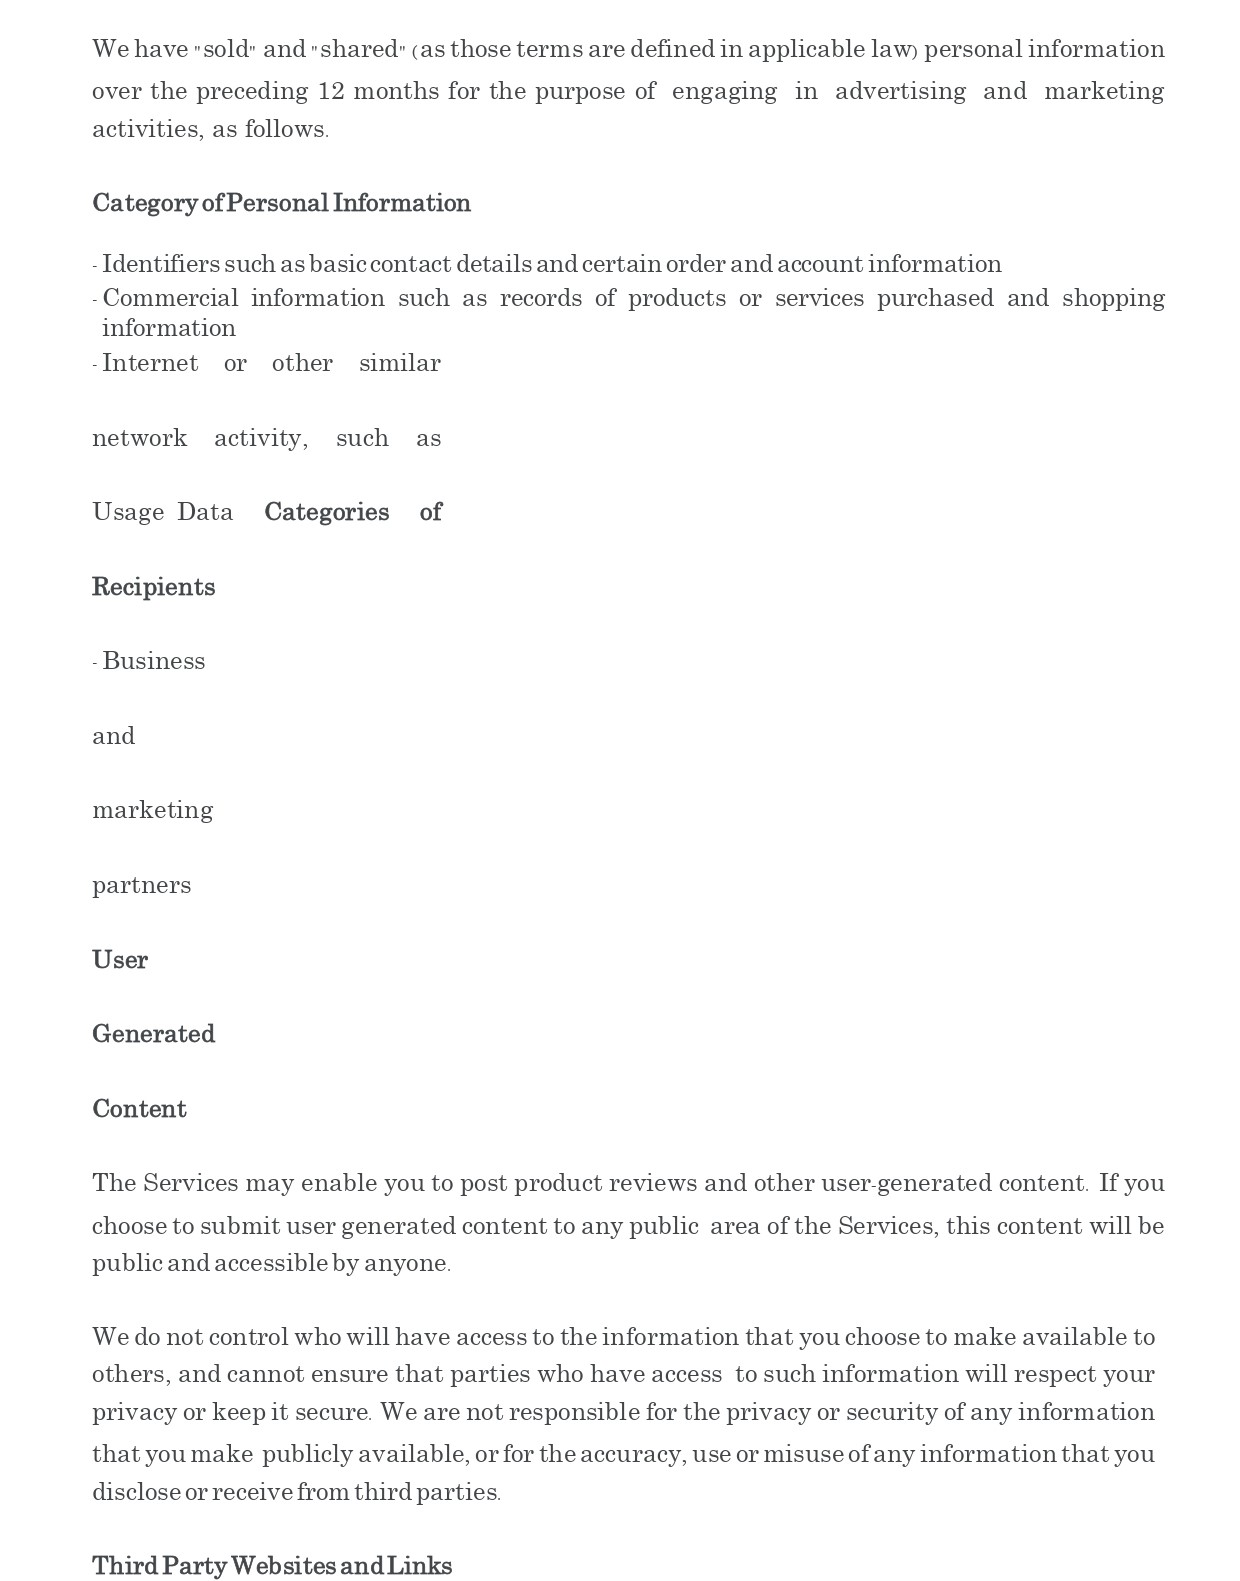 We have "sold" and "shared" (as those terms are defined in applicable law) personal information
over the preceding 12 months for the purpose of engaging in advertising and marketing
activities, as follows.
Category of Personal Information
- Identifiers such as basic contact details and certain order and account information
- Commercial information such as records of products or services purchased and shopping
information
- Internet or other similar
network activity, such as
Usage Data Categories of
Recipients
- Business
and
marketing
partners
User
Generated
Content
The Services may enable you to post product reviews and other user-generated content. If you
choose to submit user generated content to any public area of the Services, this content will be
public and accessible by anyone.
We do not control who will have access to the information that you choose to make available to
others, and cannot ensure that parties who have access to such information will respect your
privacy or keep it secure. We are not responsible for the privacy or security of any information
that you make publicly available, or for the accuracy, use or misuse of any information that you
disclose or receive from third parties.
Third Party Websites and Links